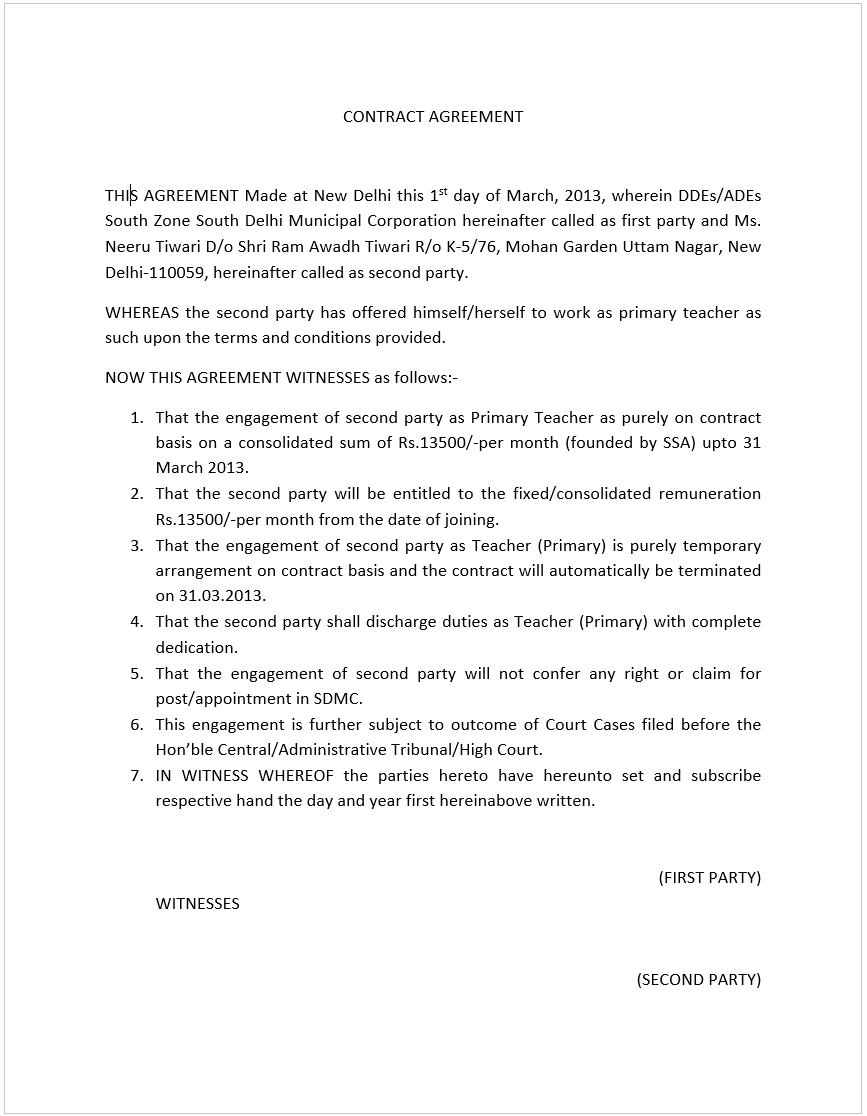 CONTRACT AGREEMENT
THIS AGREEMENT Made at New Delhi this 1st day of March, 2013, wherein DDEs/ADEs
South Zone South Delhi Municipal Corporation hereinafter called as first party and Ms.
Neeru Tiwari D/o Shri Ram Awadh Tiwari R/o K-5/76, Mohan Garden Uttam Nagar, New
Delhi-110059, hereinafter called as second party.
WHEREAS the second party has offered himself/herself to work as primary teacher as
such upon the terms and conditions provided.
NOW THIS AGREEMENT WITNESSES as follows:-
1. That the engagement of second party as Primary Teacher as purely on contract
basis on a consolidated sum of Rs.13500/-per month (founded by SSA) upto 31
March 2013.
2. That the second party will be entitled to the fixed/consolidated remuneration
Rs.13500/-per month from the date of joining.
3. That the engagement of second party as Teacher (Primary) is purely temporary
arrangement on contract basis and the contract will automatically be terminated
on 31.03.2013.
4. That the second party shall discharge duties as Teacher (Primary) with complete
dedication.
5. That the engagement of second party will not confer any right or claim for
post/appointment in SDMC.
6. This engagement is further subject to outcome of Court Cases filed before the
Hon’ble Central/Administrative Tribunal/High Court.
7. IN WITNESS WHEREOF the parties hereto have hereunto set and subscribe
respective hand the day and year first hereinabove written.
(FIRST PARTY)
WITNESSES
(SECOND PARTY)